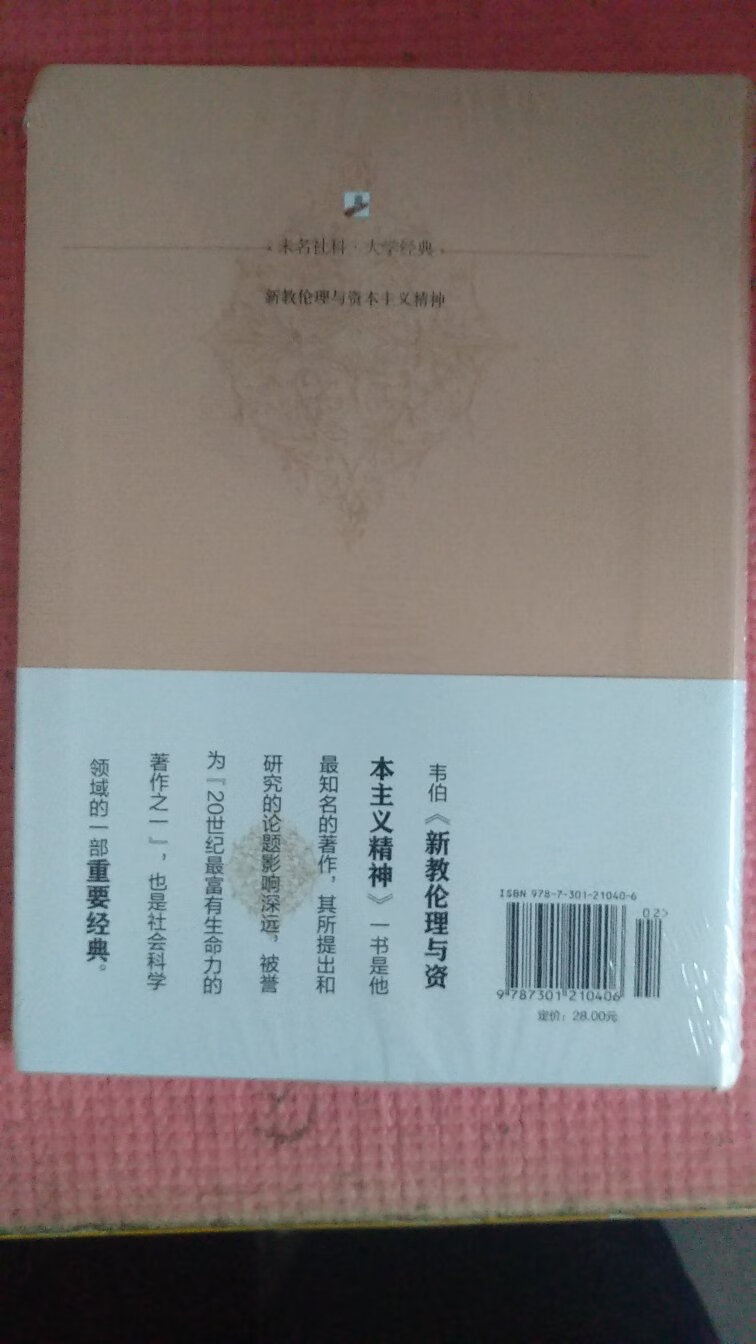 未名社科·大学经典
新教伦理与资本主义精神
韦伯《新教伦理与资
本主义精神》一书是他
最知名的著作，其所提出和
研究的论题影响深远，被誉
为『20世纪最富有生命力的
著作之一』，也是社会科学
领域的一部重要经典。
ISBN 978-7-301-21040-6
02>
9 787301 210406
定价：28.00元